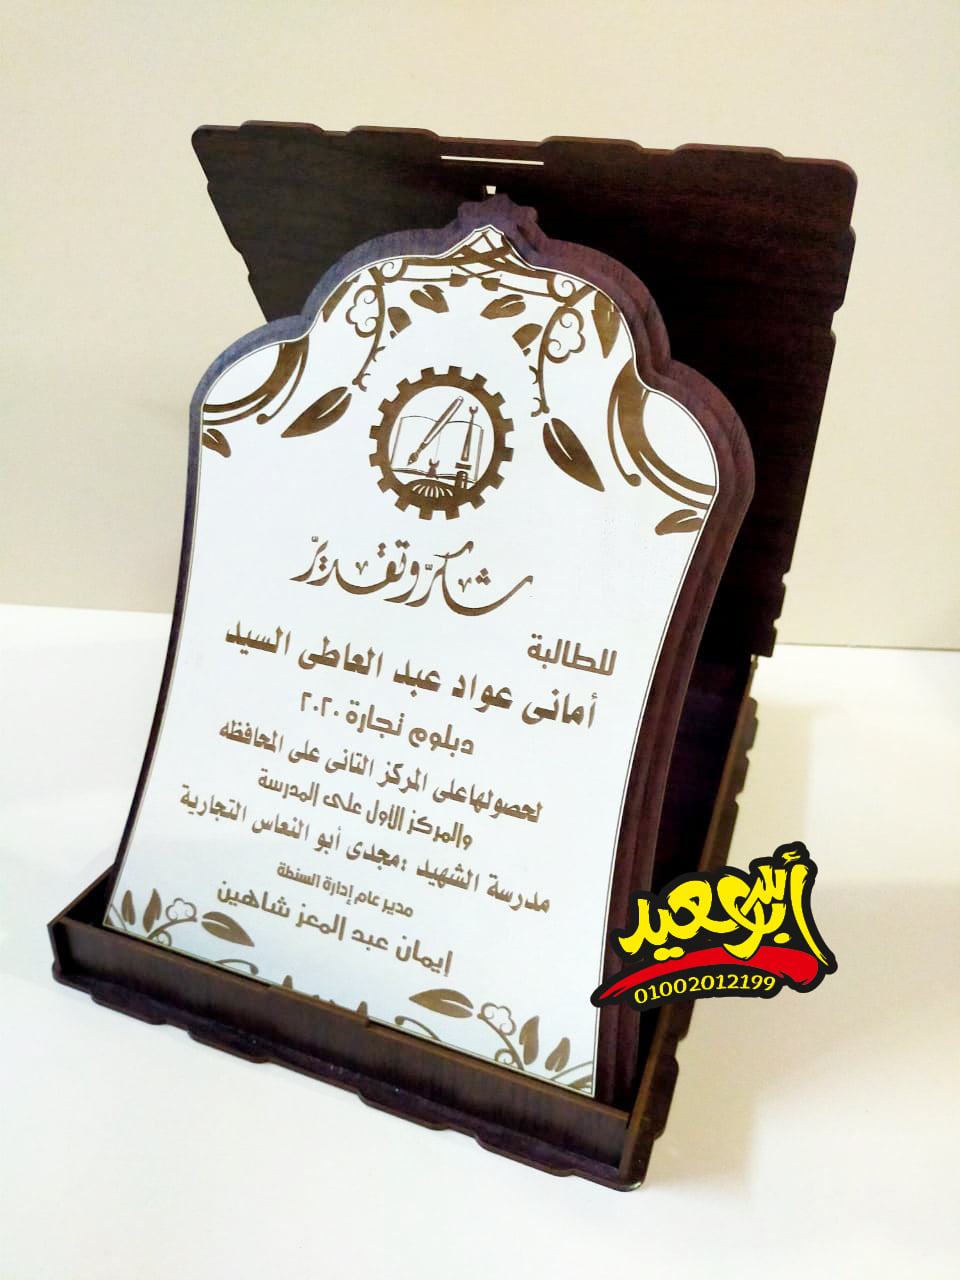 شكر وتقدير
للطالبة
أمانى عواد عبد العاطى السيد
دبلوم تجارة ٢٠٢٠
لحصولها على المركز الثانى على المحافظه
والمركز الأول على المدرسة
مدرسة الشهيد : مجدى أبو النعاس التجارية
مدير عام إدارة السنطة
إيمان عبد المعز شاهين
أبو سعيد
01002012199